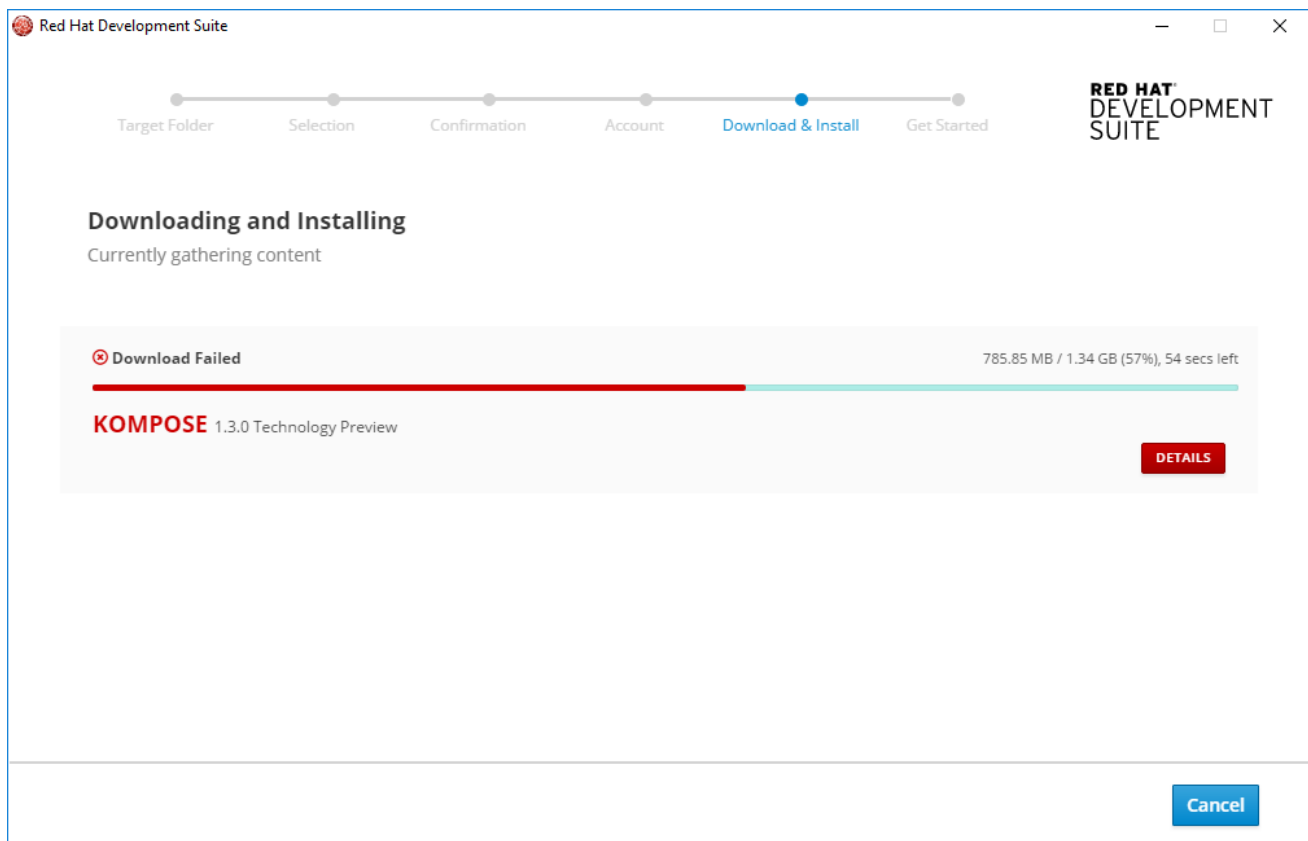 Red Hat Development Suite
RED HAT®
DEVELOPMENT
SUITE
Target Folder
Selection
Confirmation
Account
Download & Install
Get Started
Downloading and Installing
Currently gathering content
Download Failed
785.85 MB / 1.34 GB (57%), 54 secs left
KOMPOSE 1.3.0 Technology Preview
DETAILS
Cancel